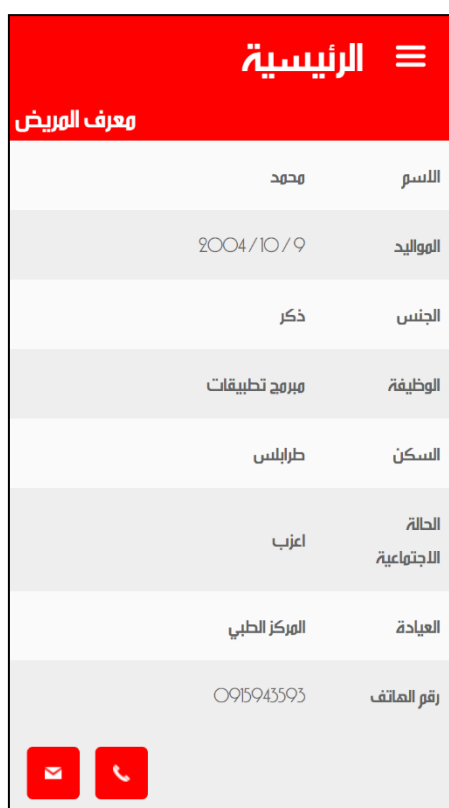 الرئيسية
معرف المريض
الاسم محمد
المواليد 2004/10/9
الجنس ذكر
الوظيفة مبرمج تطبيقات
السكن طرابلس
الحالة الاجتماعية اعزب
العيادة المركز الطبي
رقم الهاتف 0915943593